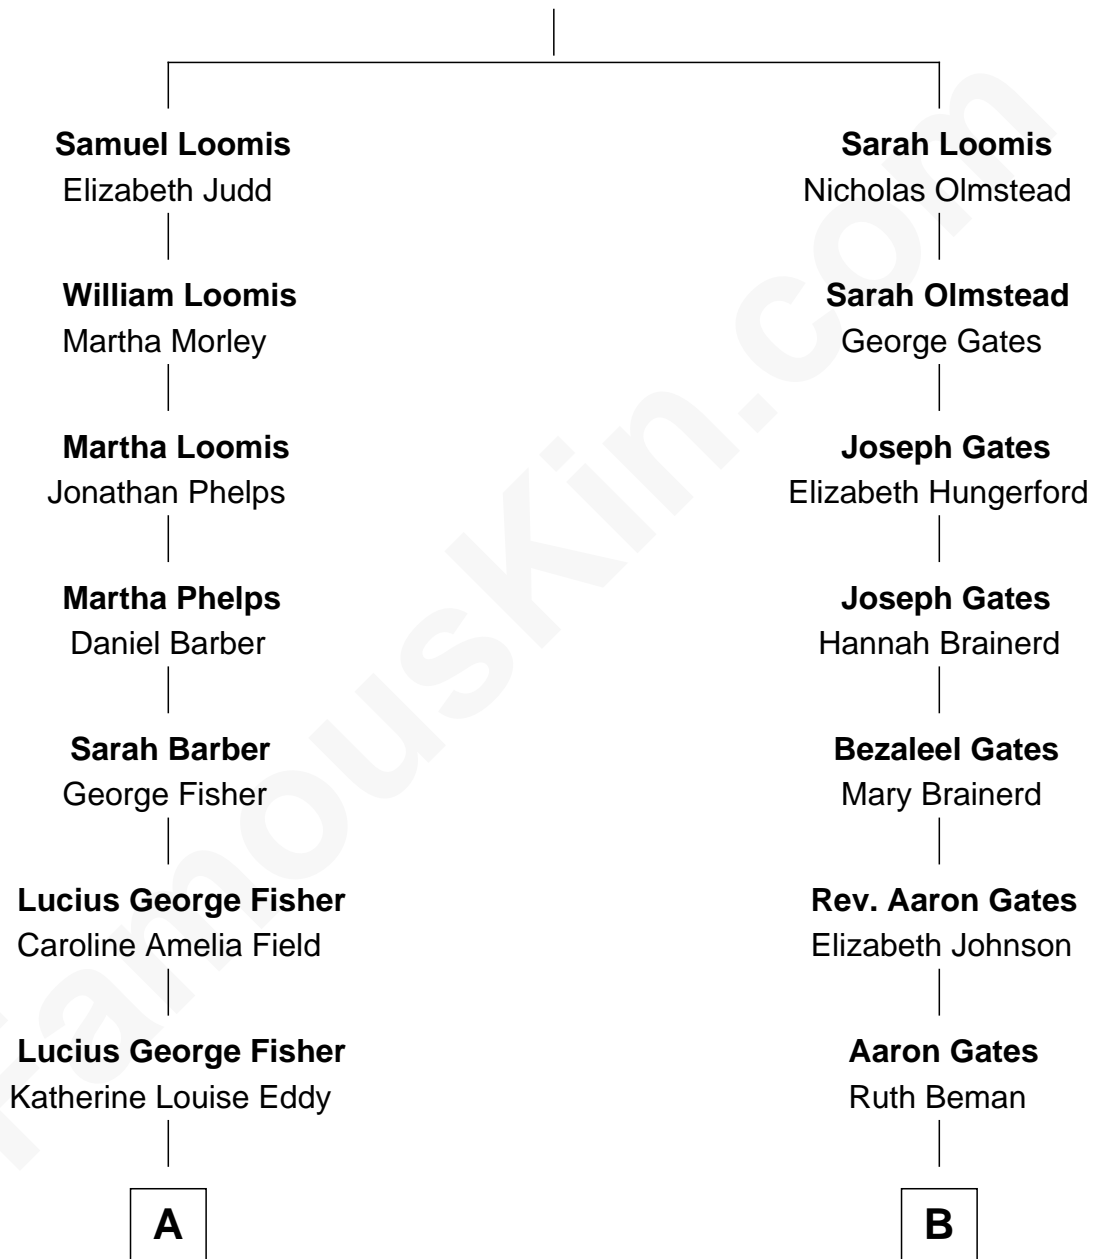 Samuel Loomis
Elizabeth Judd
William Loomis
Martha Morley
Martha Loomis
Jonathan Phelps
Martha Phelps
Daniel Barber
Sarah Barber
George Fisher
Lucius George Fisher
Caroline Amelia Field
Lucius George Fisher
Katherine Louise Eddy
A
Sarah Loomis
Nicholas Olmstead
Sarah Olmstead
George Gates
Joseph Gates
Elizabeth Hungerford
Joseph Gates
Hannah Brainerd
Bezaleel Gates
Mary Brainerd
Rev. Aaron Gates
Elizabeth Johnson
Aaron Gates
Ruth Beman
B
FamousKin.com